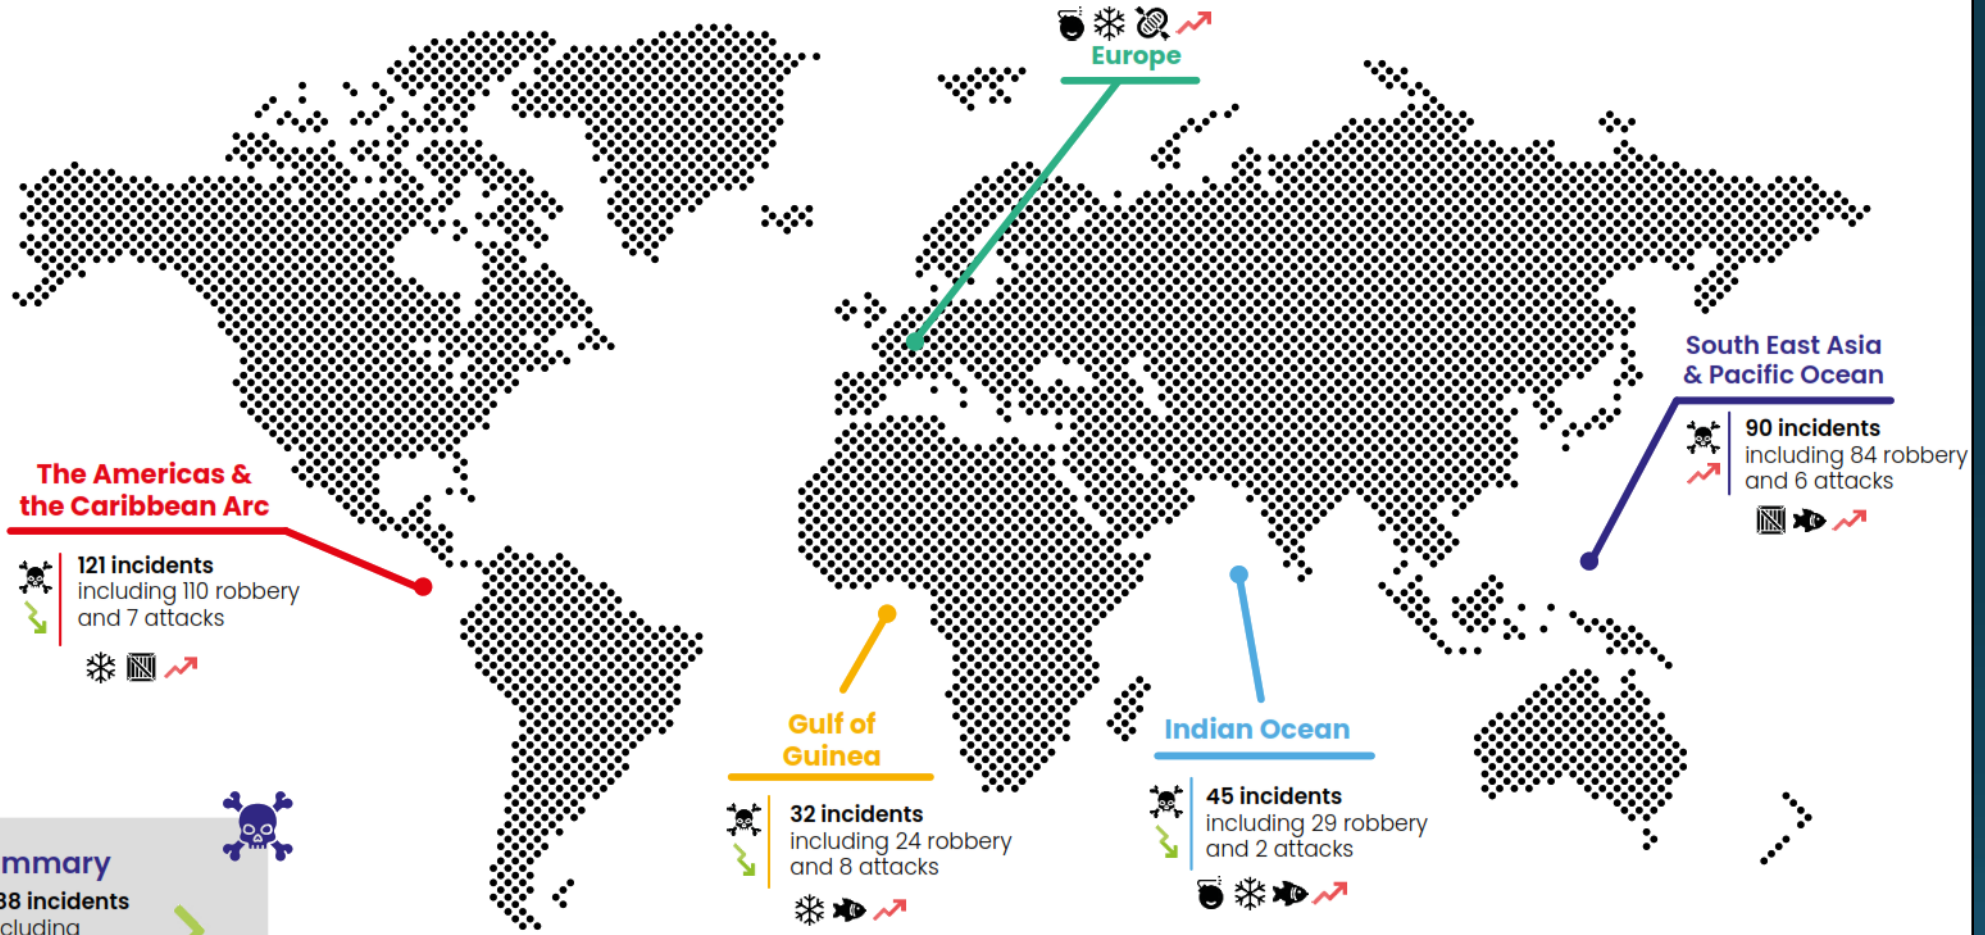 Europe
South East Asia
& Pacific Ocean
90 incidents
including 84 robbery
and 6 attacks
The Americas &
the Caribbean Arc
121 incidents
including 110 robbery
and 7 attacks
Gulf of
Guinea
32 incidents
including 24 robbery
and 8 attacks
Indian Ocean
45 incidents
including 29 robbery
and 2 attacks
mmary
88 incidents
cluding